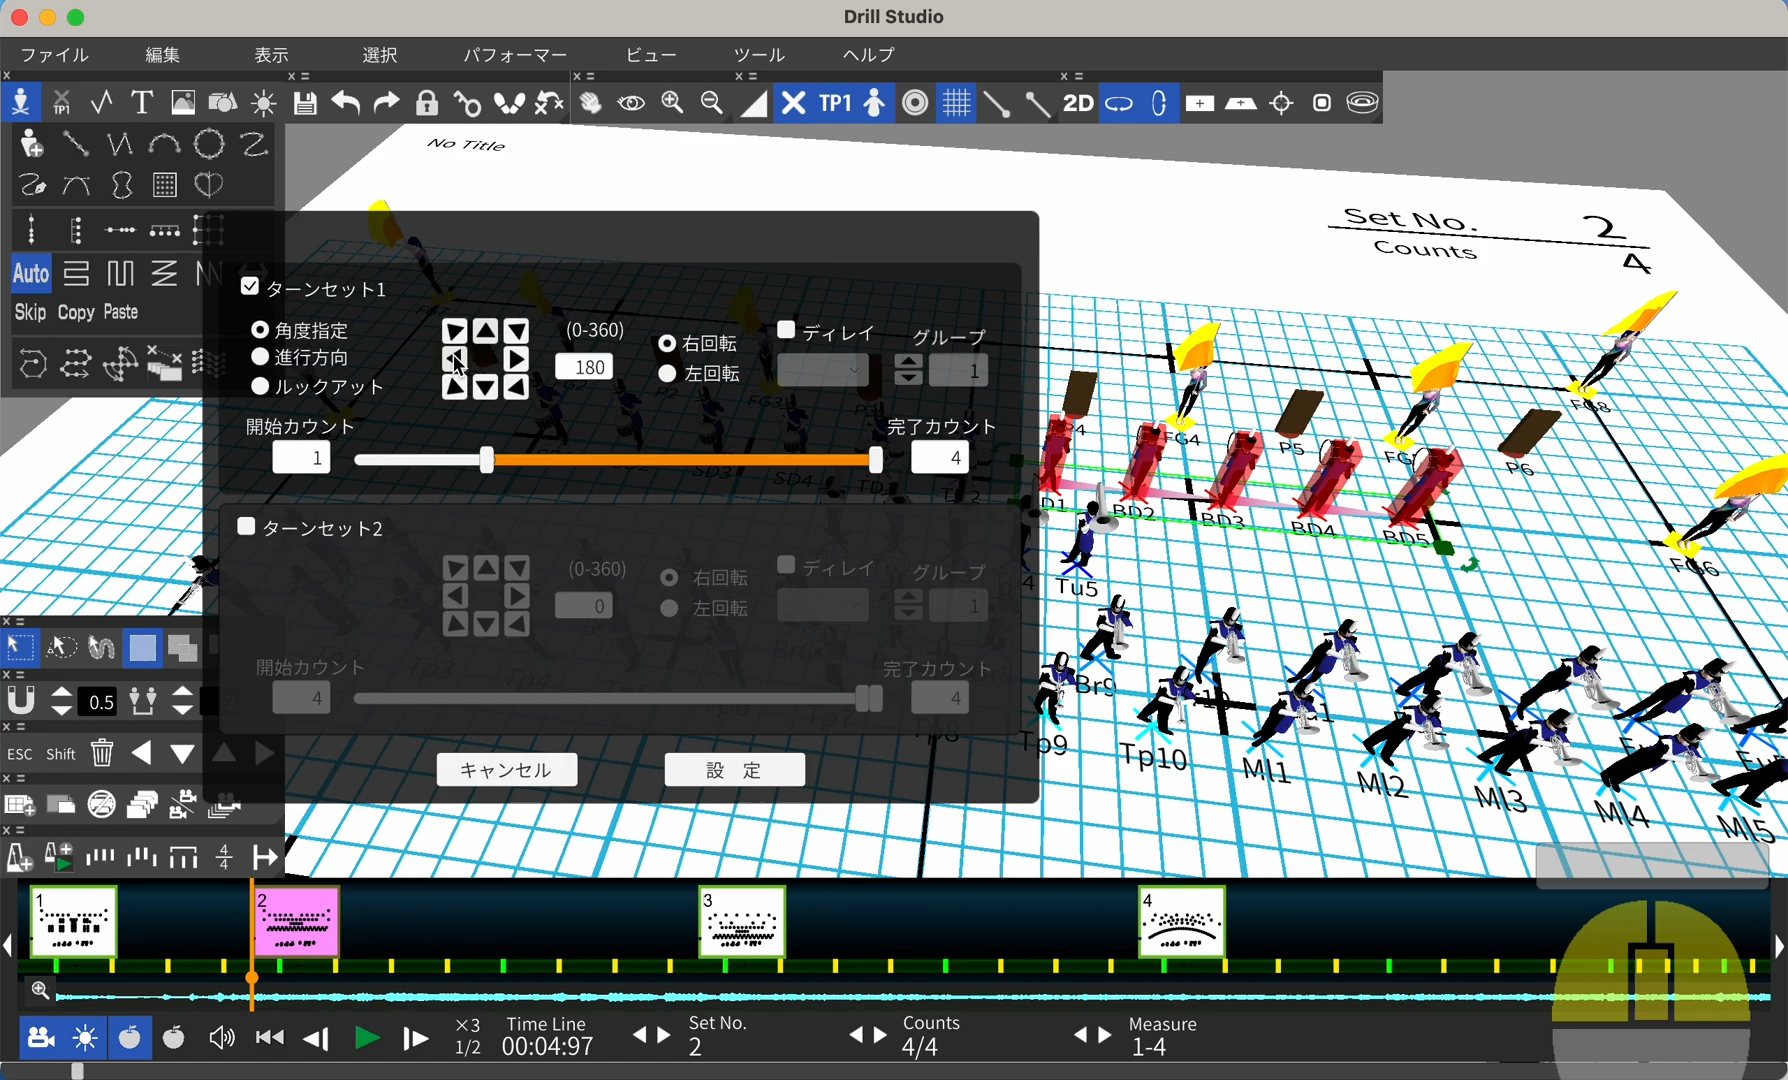 Drill Studio
ファイル 編集 表示 選択 パフォーマー ビュー ツール ヘルプ
TP1 T TP1 2D
No Title
Set No. 2
Counts 4
Auto
Skip Copy Paste
ターンセット1
角度指定
進行方向
ルックアット
(0-360)
180
右回転
左回転
ディレイ
グループ
1
開始カウント
1
完了カウント
4
ターンセット2
(0-360)
0
右回転
左回転
ディレイ
グループ
1
開始カウント
4
完了カウント
4
キャンセル
設 定
FG4
P5
P6
FG8
FG6
BD2
BD3
BD4
BD5
SD3
SD4
Tu5
Br9
Tp8
Tp9
Tp10
Ml1
Ml2
Ml3
Ml4
Ml5
0.5
ESC Shift
4
4
1
2
3
4
×3
1/2
Time Line
00:04:97
Set No.
2
Counts
4/4
Measure
1-4